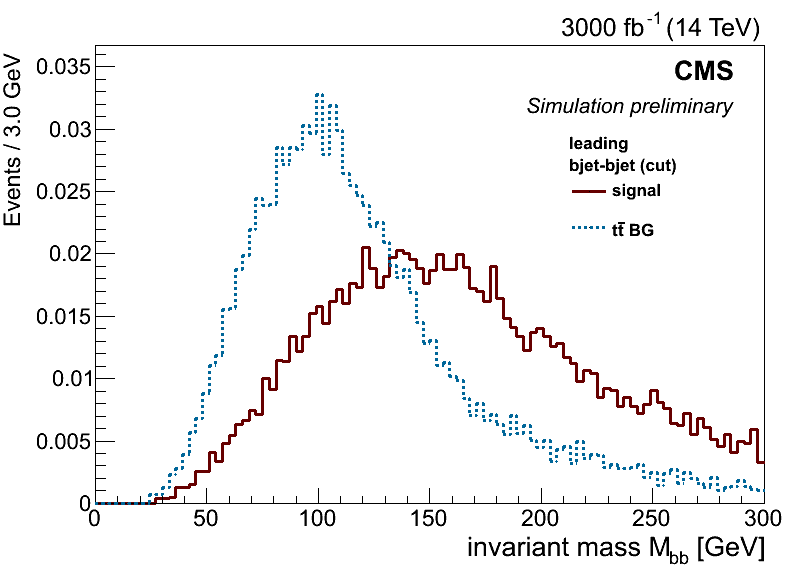 3000 fb⁻¹ (14 TeV)
CMS
Simulation preliminary
leading
bjet-bjet (cut)
signal
tt̄ BG
Events / 3.0 GeV
0.035
0.03
0.025
0.02
0.015
0.01
0.005
0
0 50 100 150 200 250 300
invariant mass M_bb [GeV]